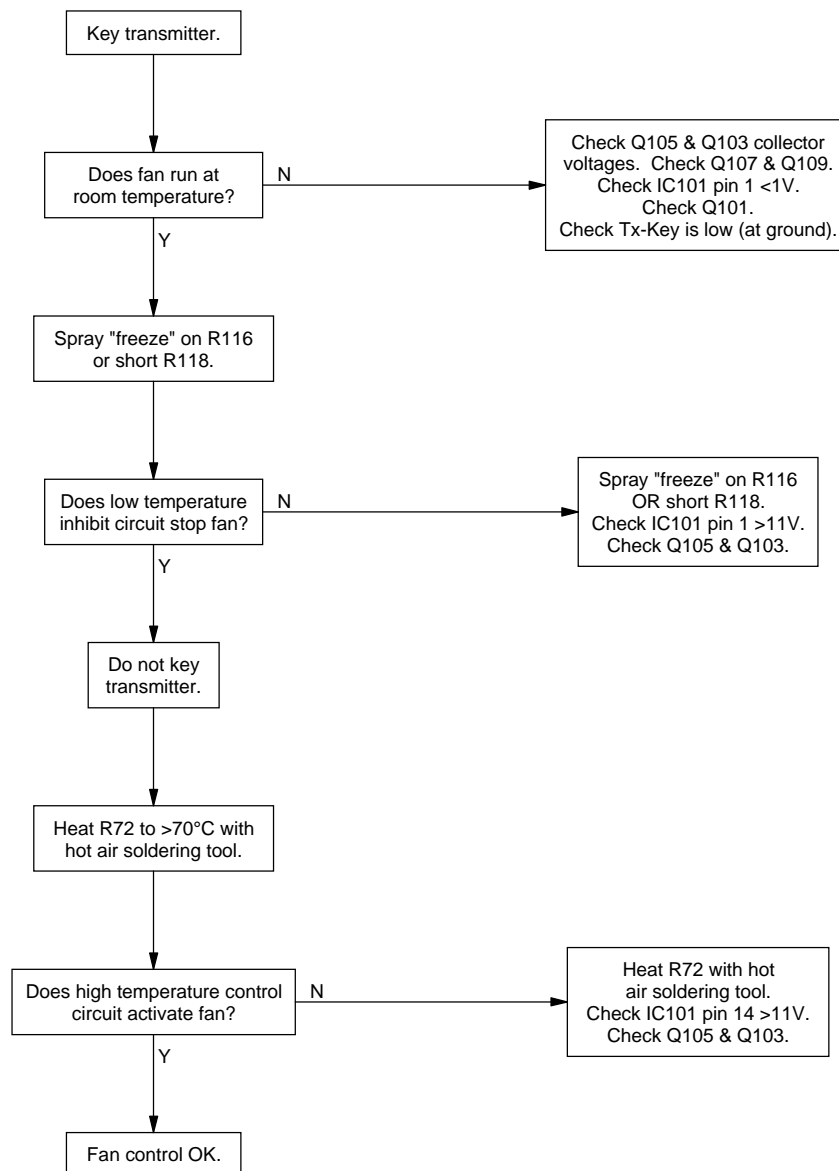 Key transmitter.
Does fan run at
room temperature?
N
Check Q105 & Q103 collector
voltages. Check Q107 & Q109.
Check IC101 pin 1 <1V.
Check Q101.
Check Tx-Key is low (at ground).
Y
Spray "freeze" on R116
or short R118.
Does low temperature
inhibit circuit stop fan?
N
Spray "freeze" on R116
OR short R118.
Check IC101 pin 1 >11V.
Check Q105 & Q103.
Y
Do not key
transmitter.
Heat R72 to >70°C with
hot air soldering tool.
Does high temperature control
circuit activate fan?
N
Heat R72 with hot
air soldering tool.
Check IC101 pin 14 >11V.
Check Q105 & Q103.
Y
Fan control OK.